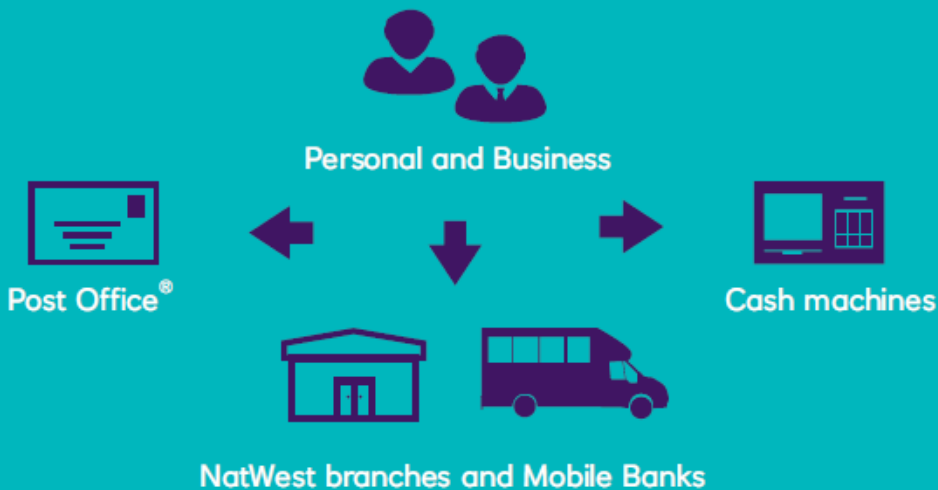 Personal and Business
Post Office®
Cash machines
NatWest branches and Mobile Banks